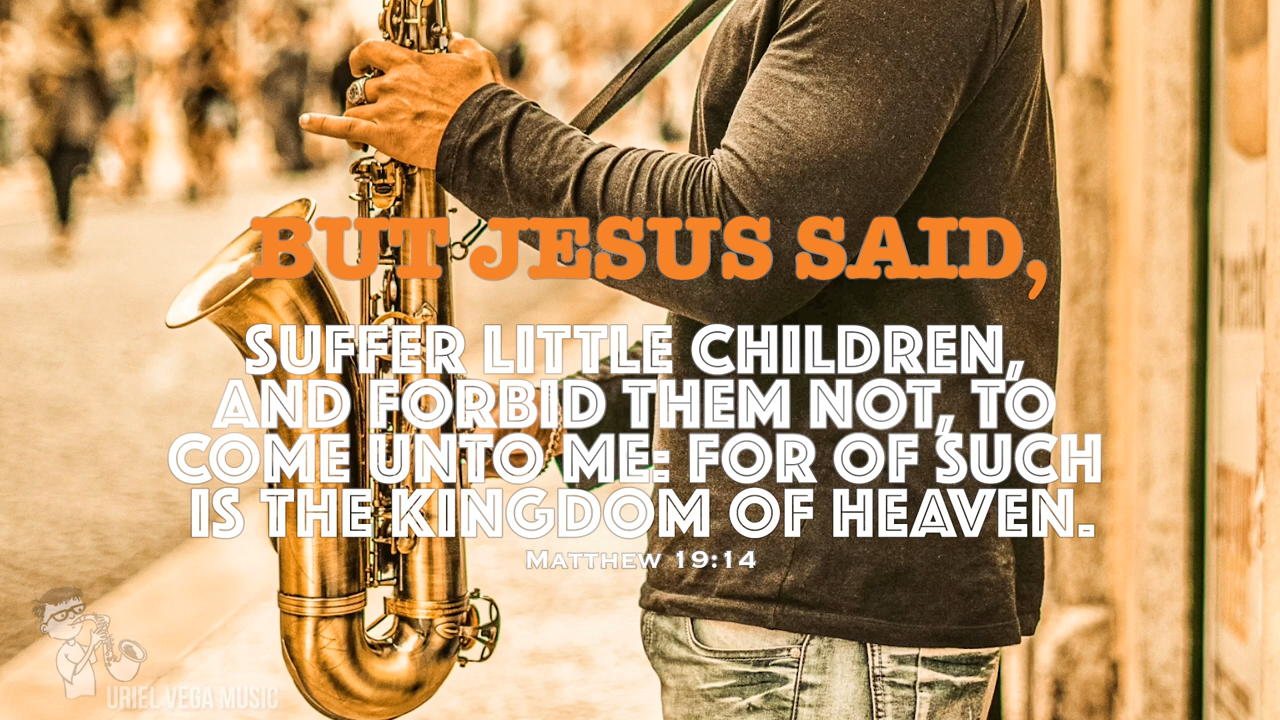 BUT JESUS SAID,
SUFFER LITTLE CHILDREN,
AND FORBID THEM NOT, TO
COME UNTO ME: FOR OF SUCH
IS THE KINGDOM OF HEAVEN.
MATTHEW 19:14
URIEL VEGA MUSIC